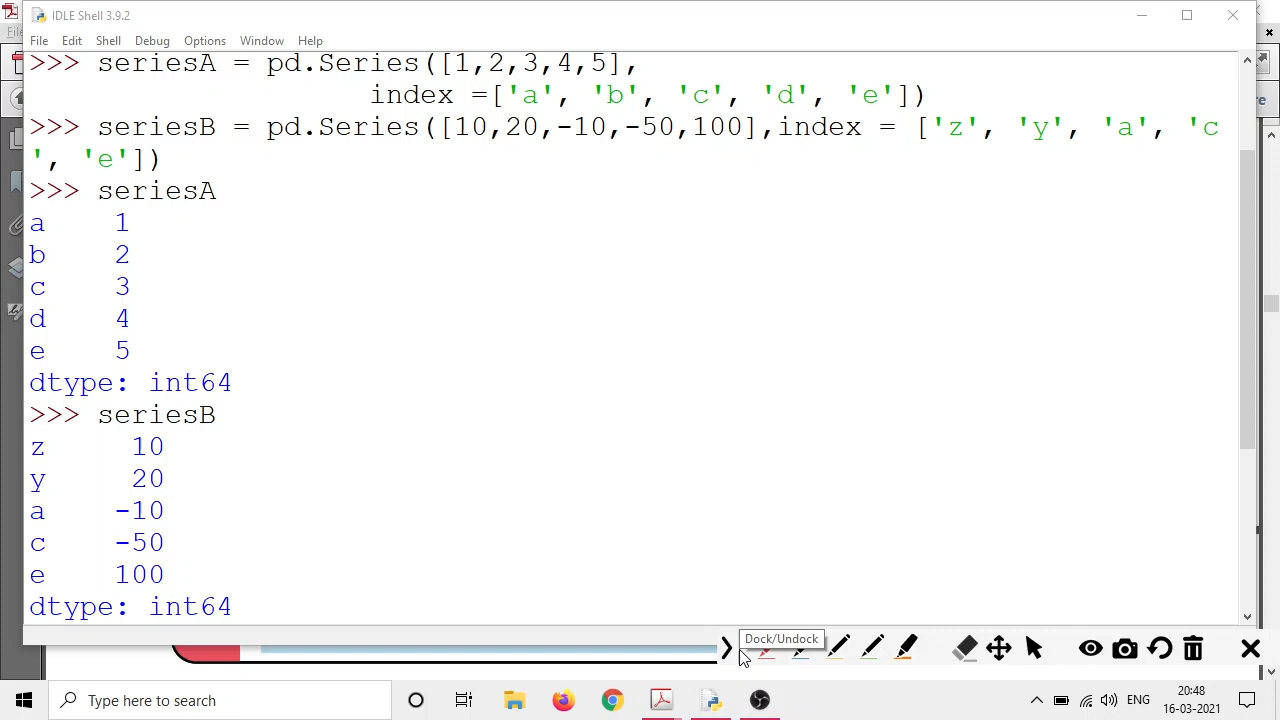 IDLE Shell 3.9.2
File Edit Shell Debug Options Window Help
>>> seriesA = pd.Series([1,2,3,4,5],
index =['a', 'b', 'c', 'd', 'e'])
>>> seriesB = pd.Series([10,20,-10,-50,100],index = ['z', 'y', 'a', 'c
', 'e'])
>>> seriesA
a 1
b 2
c 3
d 4
e 5
dtype: int64
>>> seriesB
z 10
y 20
a -10
c -50
e 100
dtype: int64
Dock/Undock
Type here to search
ENG
20:48
16-03-2021